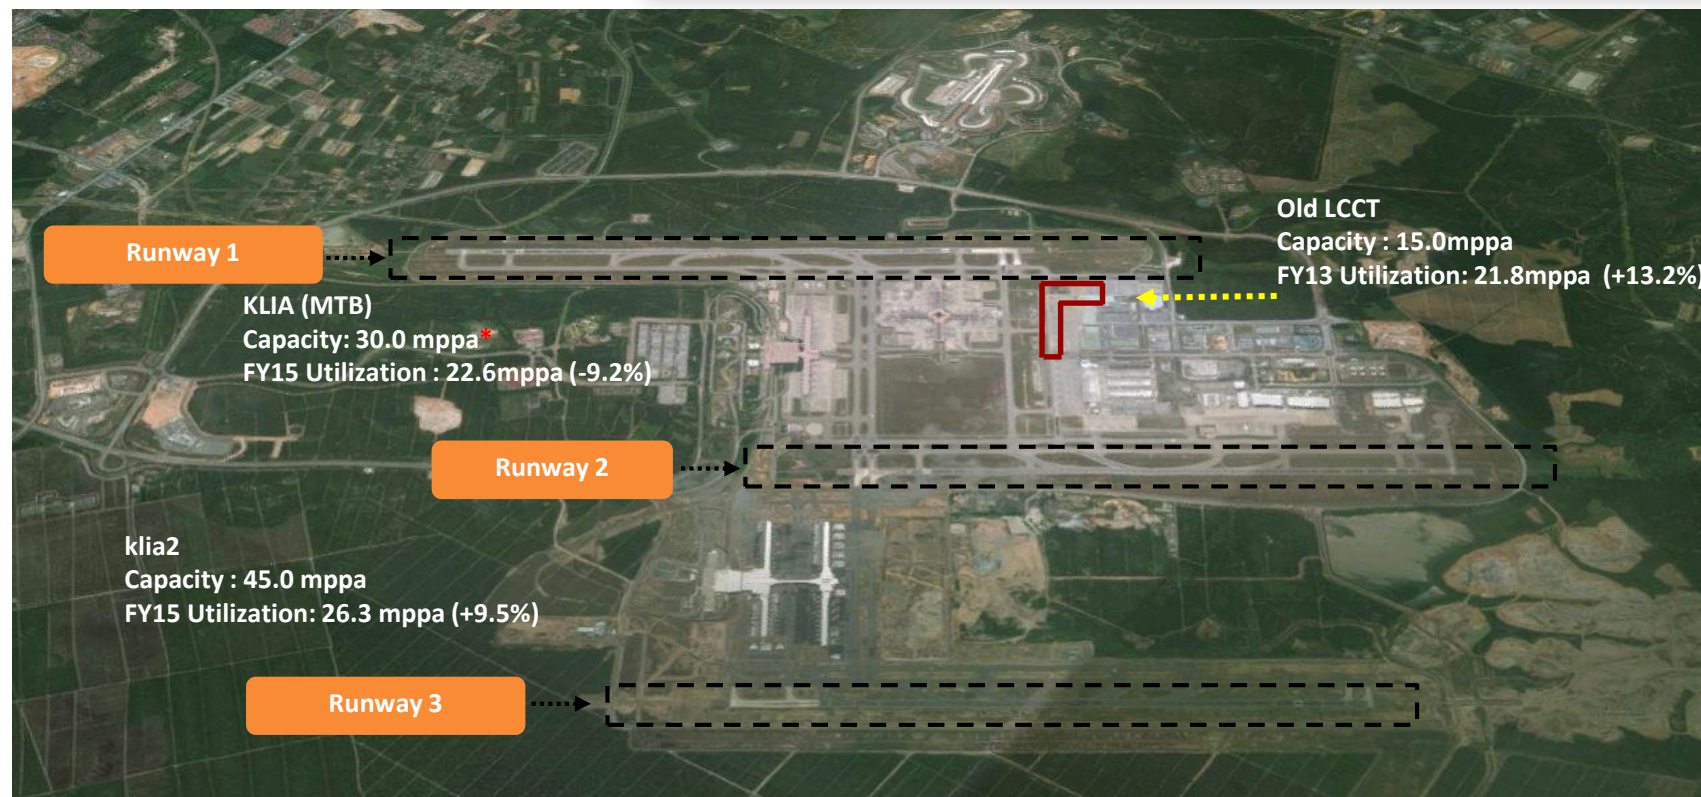 Old LCCT
Capacity : 15.0mppa
FY13 Utilization: 21.8mppa  (+13.2%)
Runway 1
KLIA (MTB)
Capacity: 30.0 mppa*
FY15 Utilization : 22.6mppa (-9.2%)
Runway 2
klia2
Capacity : 45.0 mppa
FY15 Utilization: 26.3 mppa (+9.5%)
Runway 3